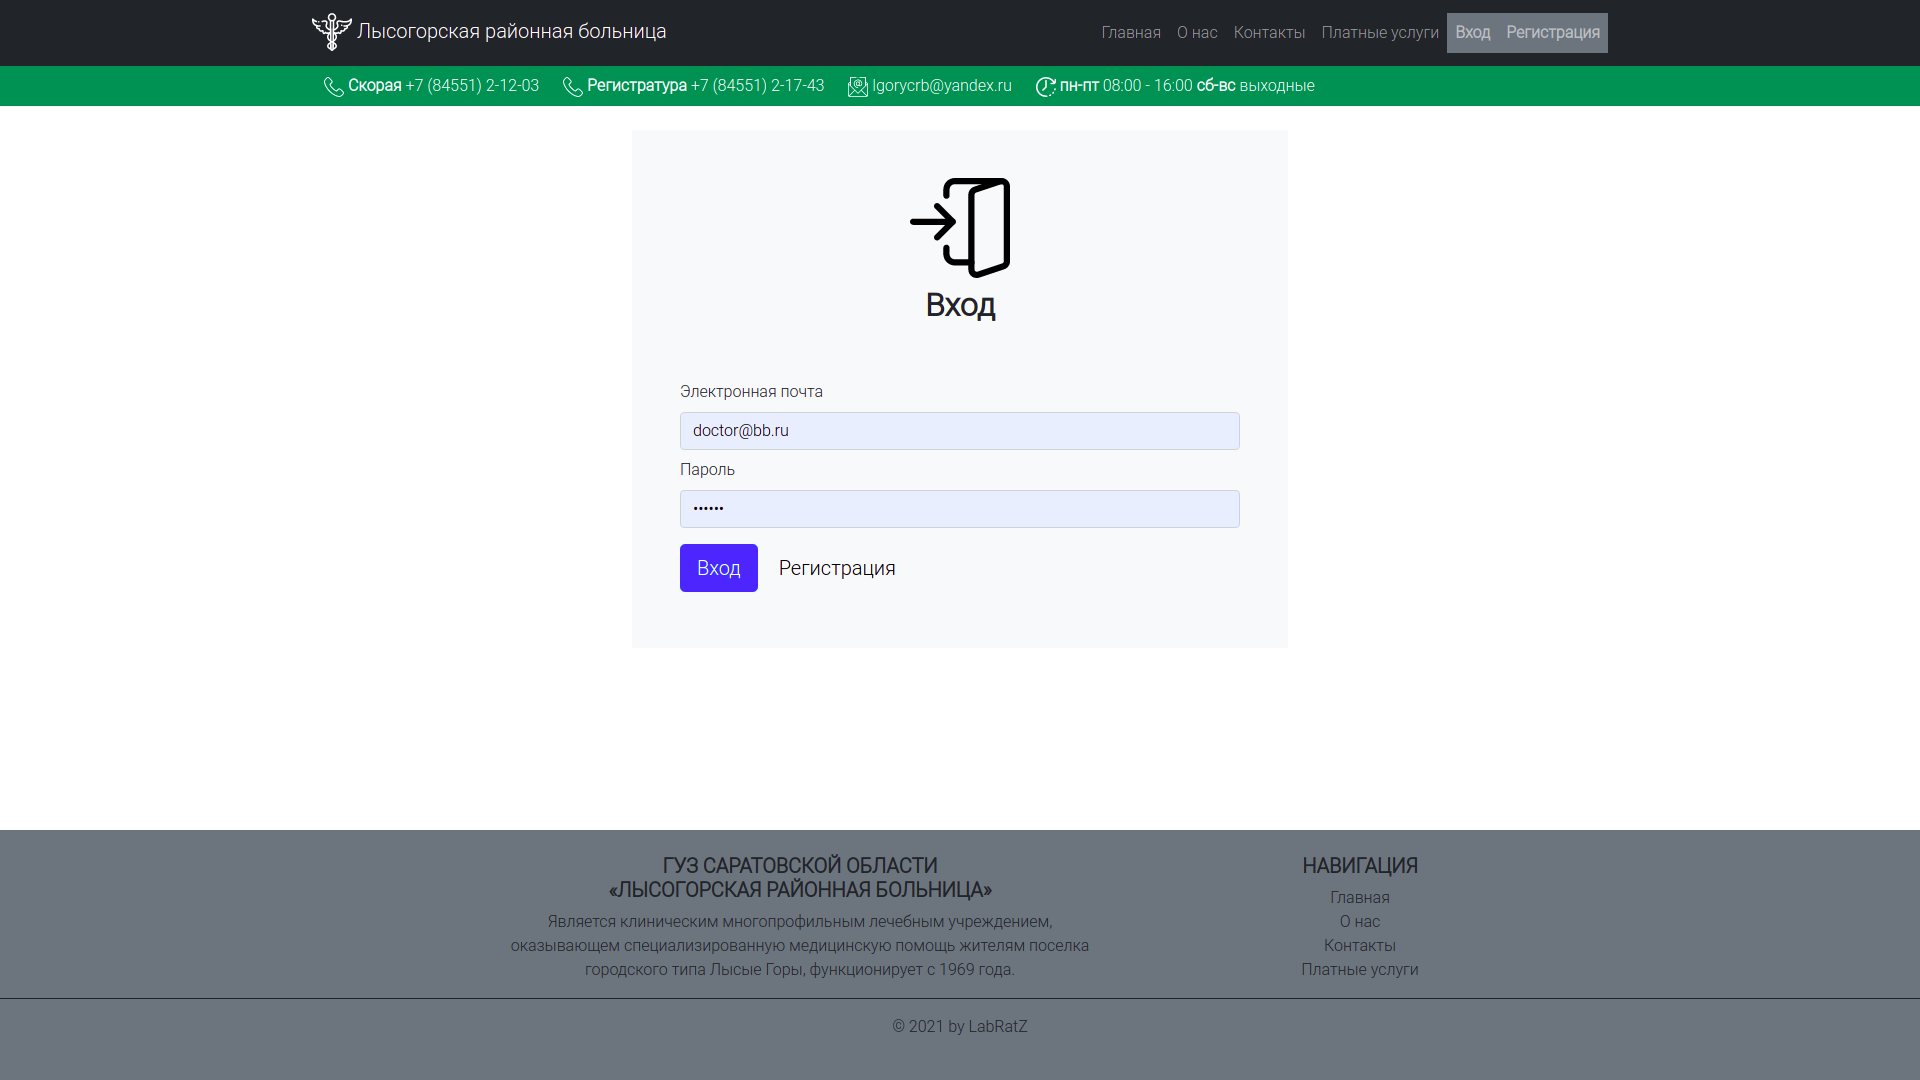 Лысогорская районная больница
Главная О нас Контакты Платные услуги Вход Регистрация
Скорая +7 (84551) 2-12-03 Регистратура +7 (84551) 2-17-43 lgorycrb@yandex.ru пн-пт 08:00 - 16:00 сб-вс выходные
Вход
Электронная почта
doctor@bb.ru
Пароль
••••••
Вход Регистрация
ГУЗ САРАТОВСКОЙ ОБЛАСТИ
«ЛЫСОГОРСКАЯ РАЙОННАЯ БОЛЬНИЦА»
Является клиническим многопрофильным лечебным учреждением,
оказывающем специализированную медицинскую помощь жителям поселка
городского типа Лысые Горы, функционирует с 1969 года.
НАВИГАЦИЯ
Главная
О нас
Контакты
Платные услуги
© 2021 by LabRatZ